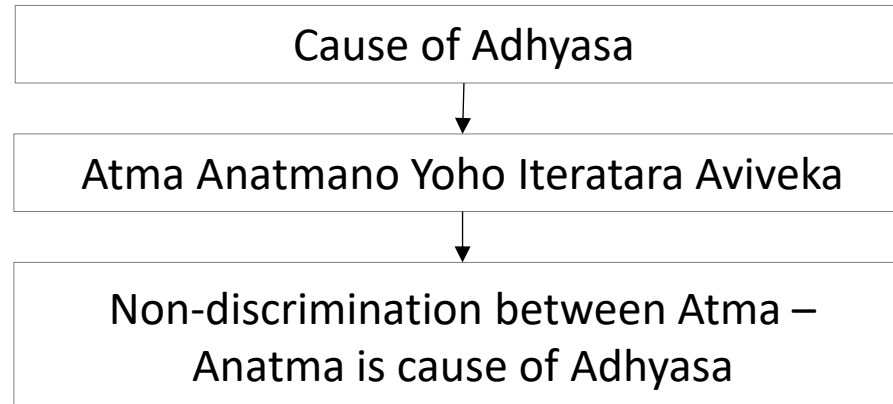 Cause of Adhyasa
Atma Anatmano Yoho Iteratara Aviveka
Non-discrimination between Atma –
Anatma is cause of Adhyasa